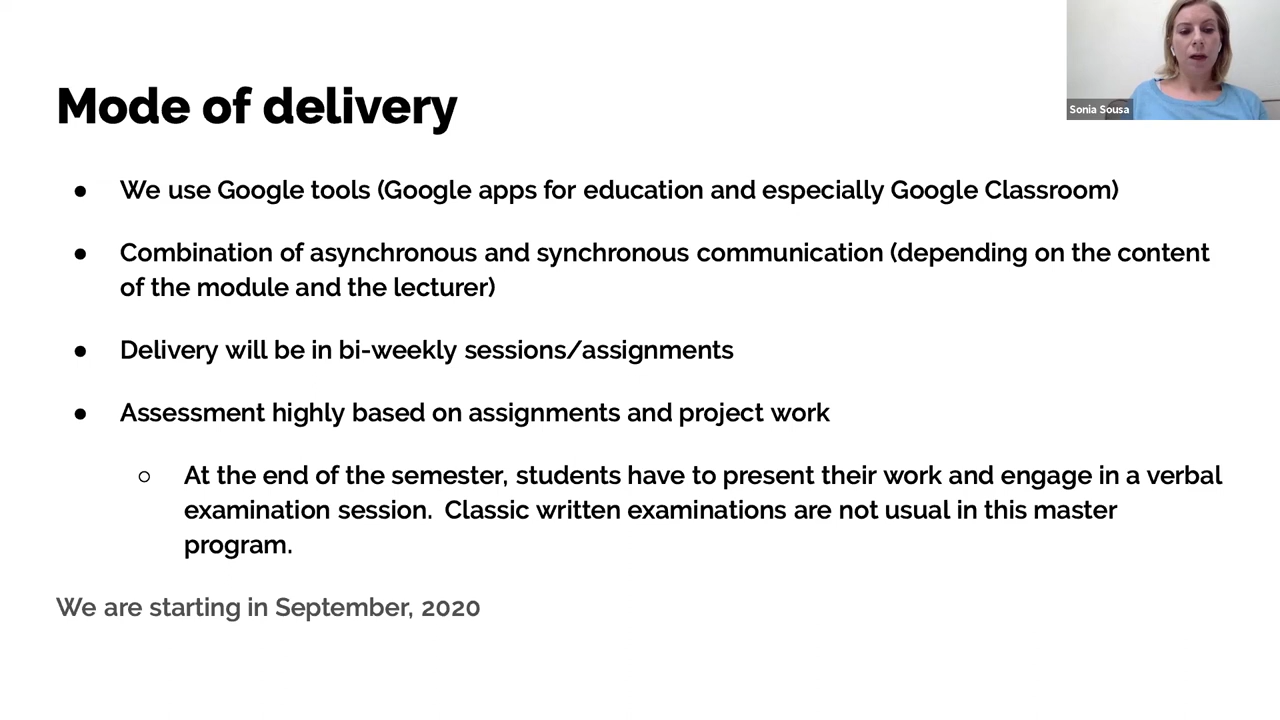 Mode of delivery
Sonia Sousa
● We use Google tools (Google apps for education and especially Google Classroom)
● Combination of asynchronous and synchronous communication (depending on the content
of the module and the lecturer)
● Delivery will be in bi-weekly sessions/assignments
● Assessment highly based on assignments and project work
○ At the end of the semester, students have to present their work and engage in a verbal
examination session.  Classic written examinations are not usual in this master
program.
We are starting in September, 2020